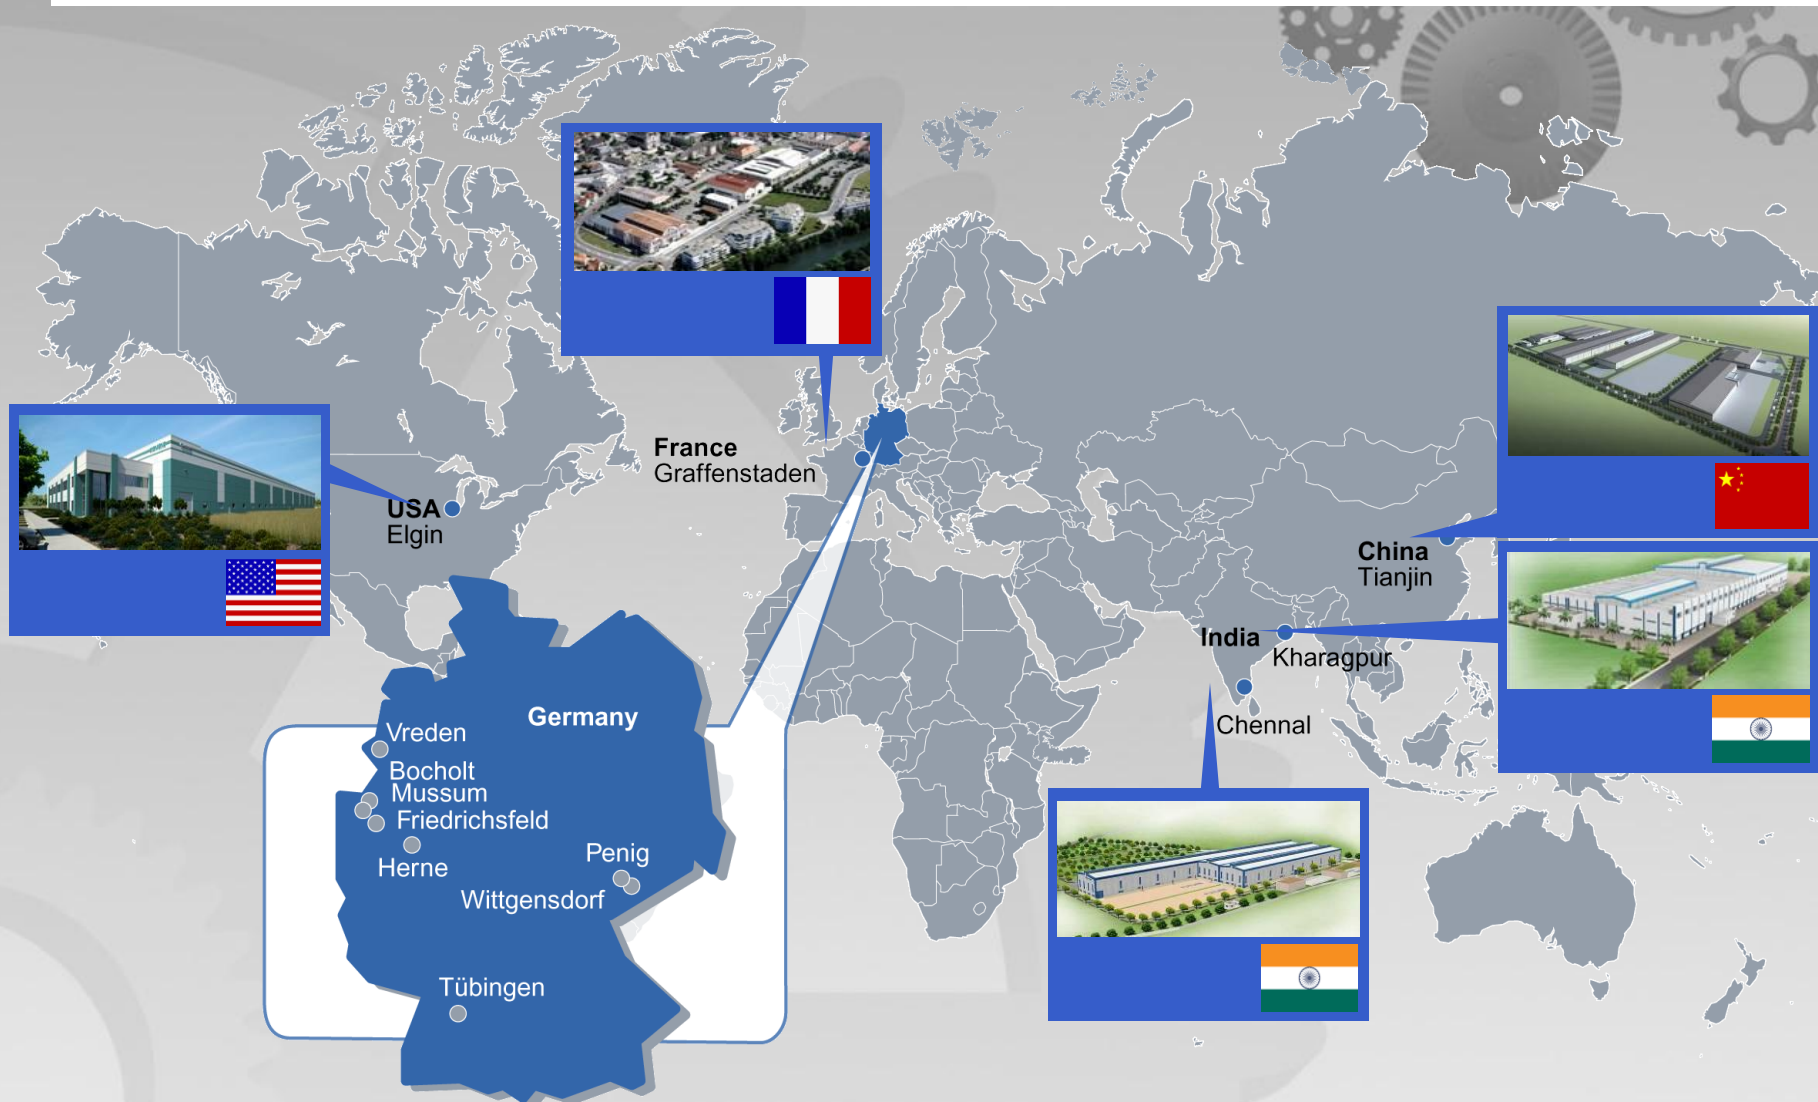 France
Graffenstaden
USA
Elgin
China
Tianjin
India
Kharagpur
Chennal
Germany
Vreden
Bocholt
Mussum
Friedrichsfeld
Herne
Penig
Wittgensdorf
Tübingen